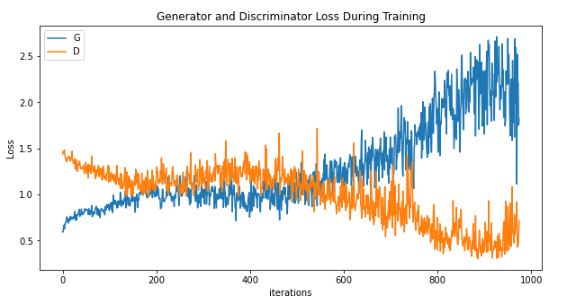 Generator and Discriminator Loss During Training
G
D
2.5
2.0
1.5
1.0
0.5
Loss
0 200 400 600 800 1000
iterations